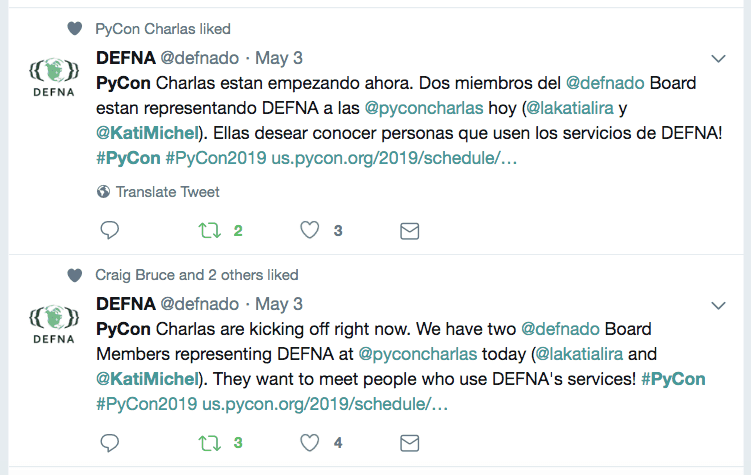 PyCon Charlas liked
DEFNA @defnado · May 3
PyCon Charlas estan empezando ahora. Dos miembros del @defnado Board
estan representando DEFNA a las @pyconcharlas hoy (@lakatialira y
@KatiMichel). Ellas desear conocer personas que usen los servicios de DEFNA!
#PyCon #PyCon2019 us.pycon.org/2019/schedule/…
Translate Tweet
2 3
DEFNA
Craig Bruce and 2 others liked
DEFNA @defnado · May 3
PyCon Charlas are kicking off right now. We have two @defnado Board
Members representing DEFNA at @pyconcharlas today (@lakatialira and
@KatiMichel). They want to meet people who use DEFNA's services! #PyCon
#PyCon2019 us.pycon.org/2019/schedule/…
3 4
DEFNA